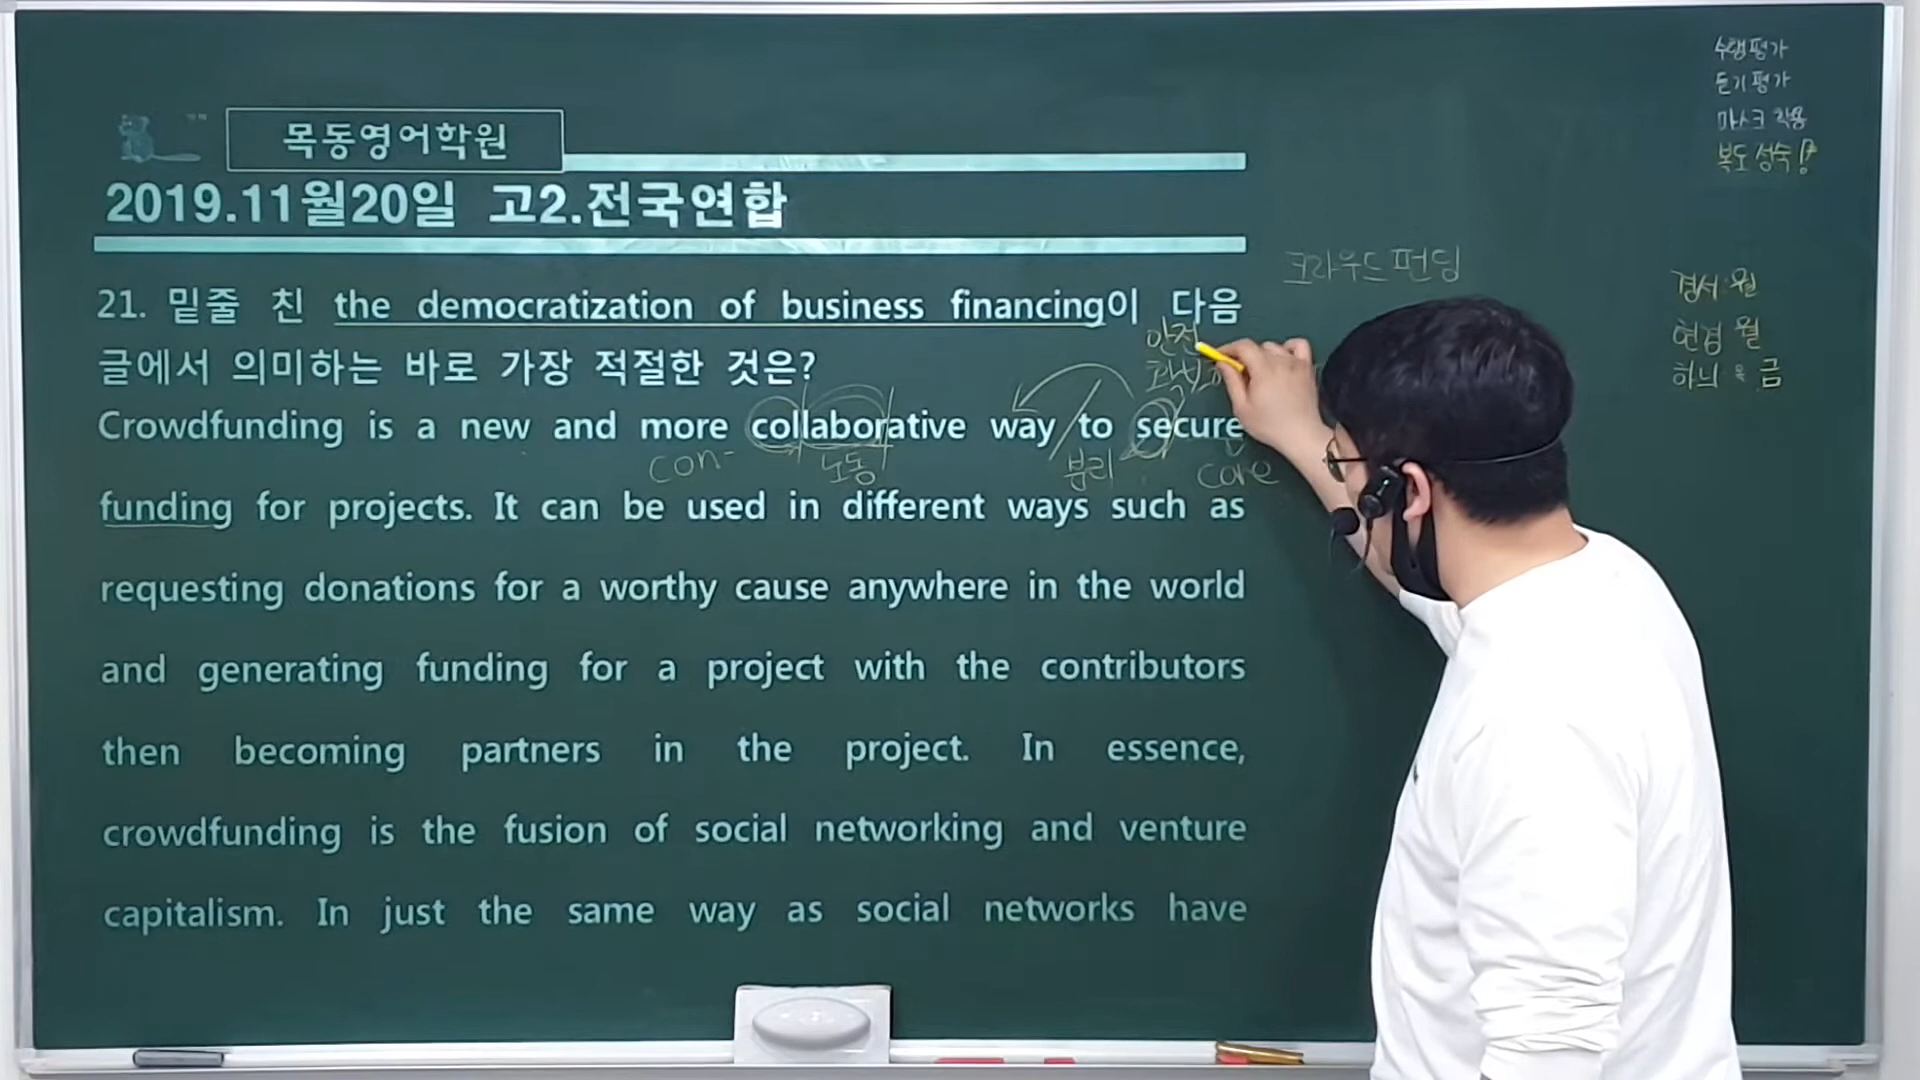 목동영어학원
2019.11월20일 고2.전국연합
21. 밑줄 친 the democratization of business financing이 다음
글에서 의미하는 바로 가장 적절한 것은?
Crowdfunding is a new and more collaborative way to secure
funding for projects. It can be used in different ways such as
requesting donations for a worthy cause anywhere in the world
and generating funding for a project with the contributors
then becoming partners in the project. In essence,
crowdfunding is the fusion of social networking and venture
capitalism. In just the same way as social networks have
크라우드 펀딩
안전
con-
노동
분리
care
수행평가
듣기평가
마스크 착용
복도 정숙!
경서 월
현경 월
금